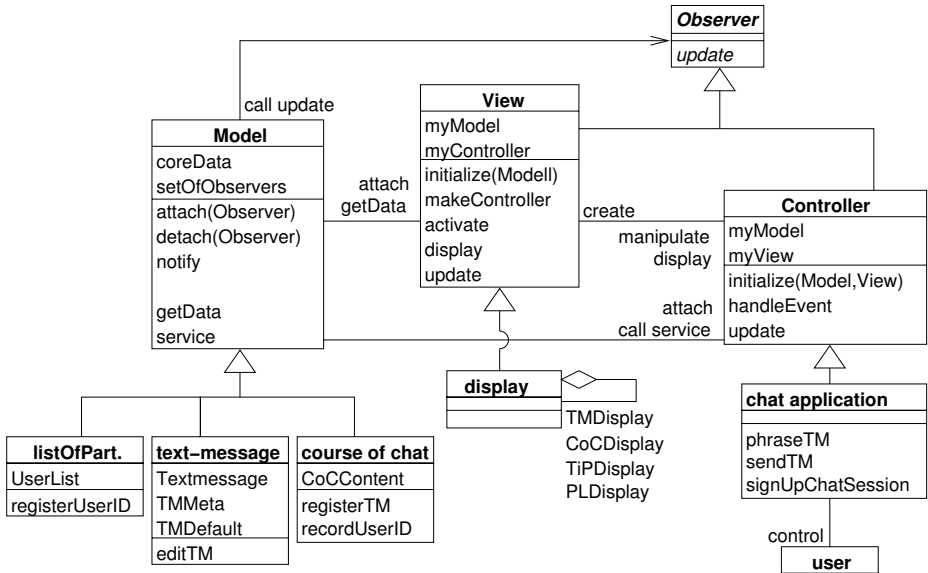 Observer
update
call update
View
myModel
myController
initialize(Modell)
makeController
activate
display
update
Model
coreData
setOfObservers
attach(Observer)
detach(Observer)
notify
getData
service
attach
getData
create
manipulate
display
attach
call service
Controller
myModel
myView
initialize(Model,View)
handleEvent
update
display
TMDisplay
CoCDisplay
TiPDisplay
PLDisplay
chat application
phraseTM
sendTM
signUpChatSession
control
user
listOfPart.
UserList
registerUserID
text−message
Textmessage
TMMeta
TMDefault
editTM
course of chat
CoCContent
registerTM
recordUserID